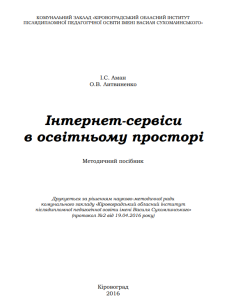 КОМУНАЛЬНИЙ ЗАКЛАД «КІРОВОГРАДСЬКИЙ ОБЛАСНИЙ ІНСТИТУТ
ПІСЛЯДИПЛОМНОЇ ПЕДАГОГІЧНОЇ ОСВІТИ ІМЕНІ ВАСИЛЯ СУХОМЛИНСЬКОГО»
І.С. Аман
О.В. Литвиненко
Інтернет-сервіси
в освітньому просторі
Методичний посібник
Друкується за рішенням науково-методичної ради
комунального закладу «Кіровоградський обласний інститут
післядипломної педагогічної освіти імені Василя Сухомлинського»
(протокол №2 від 19.04.2016 року)
Кіровоград
2016